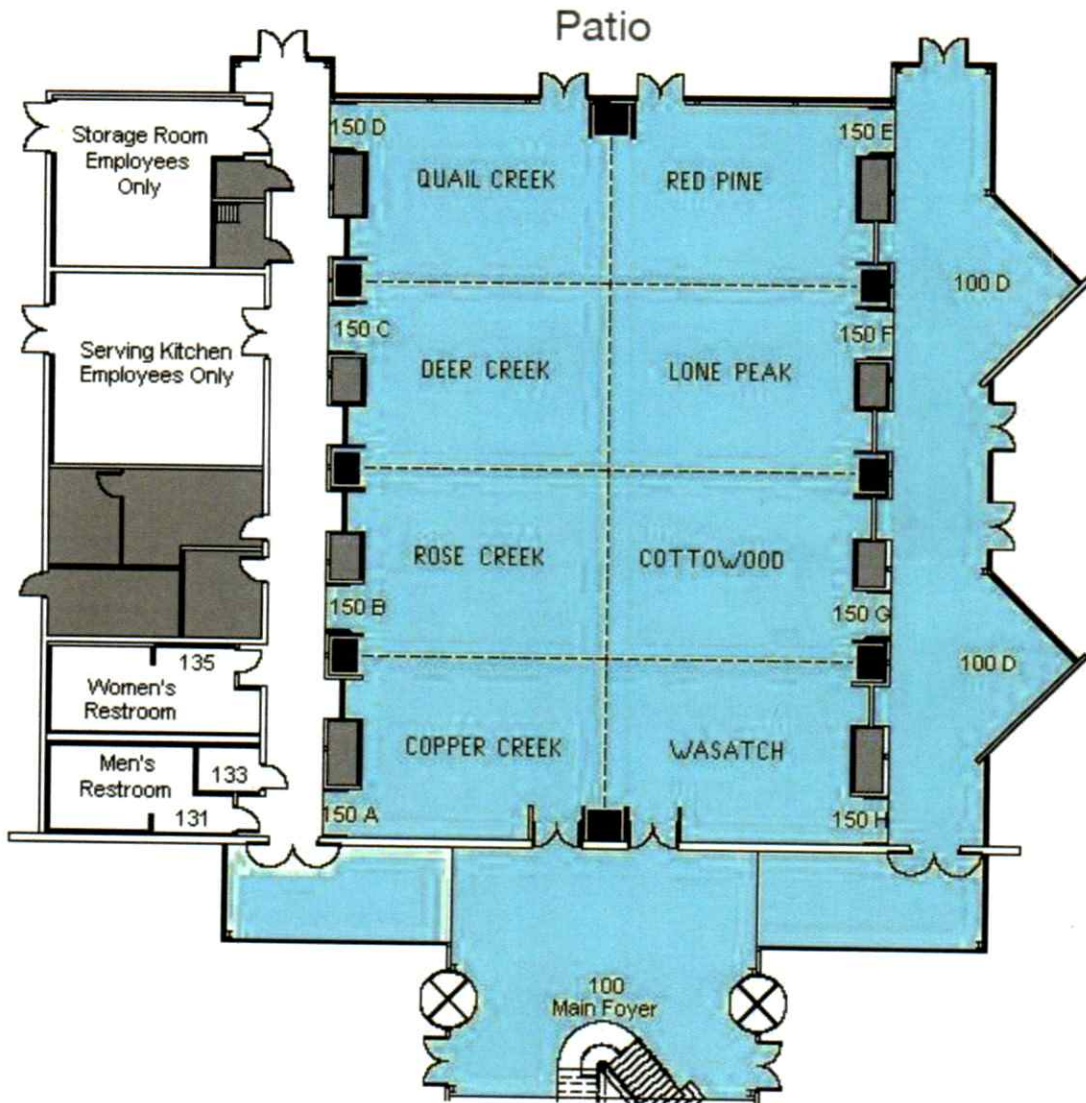 Patio
150 D
150 E
Storage Room
Employees
Only
QUAIL CREEK
RED PINE
100 D
150 C
150 F
Serving Kitchen
Employees Only
DEER CREEK
LONE PEAK
ROSE CREEK
COTTOWOOD
150 B
150 G
135
100 D
Women's
Restroom
COPPER CREEK
WASATCH
Men's
Restroom
133
131
150 A
150 H
100
Main Foyer